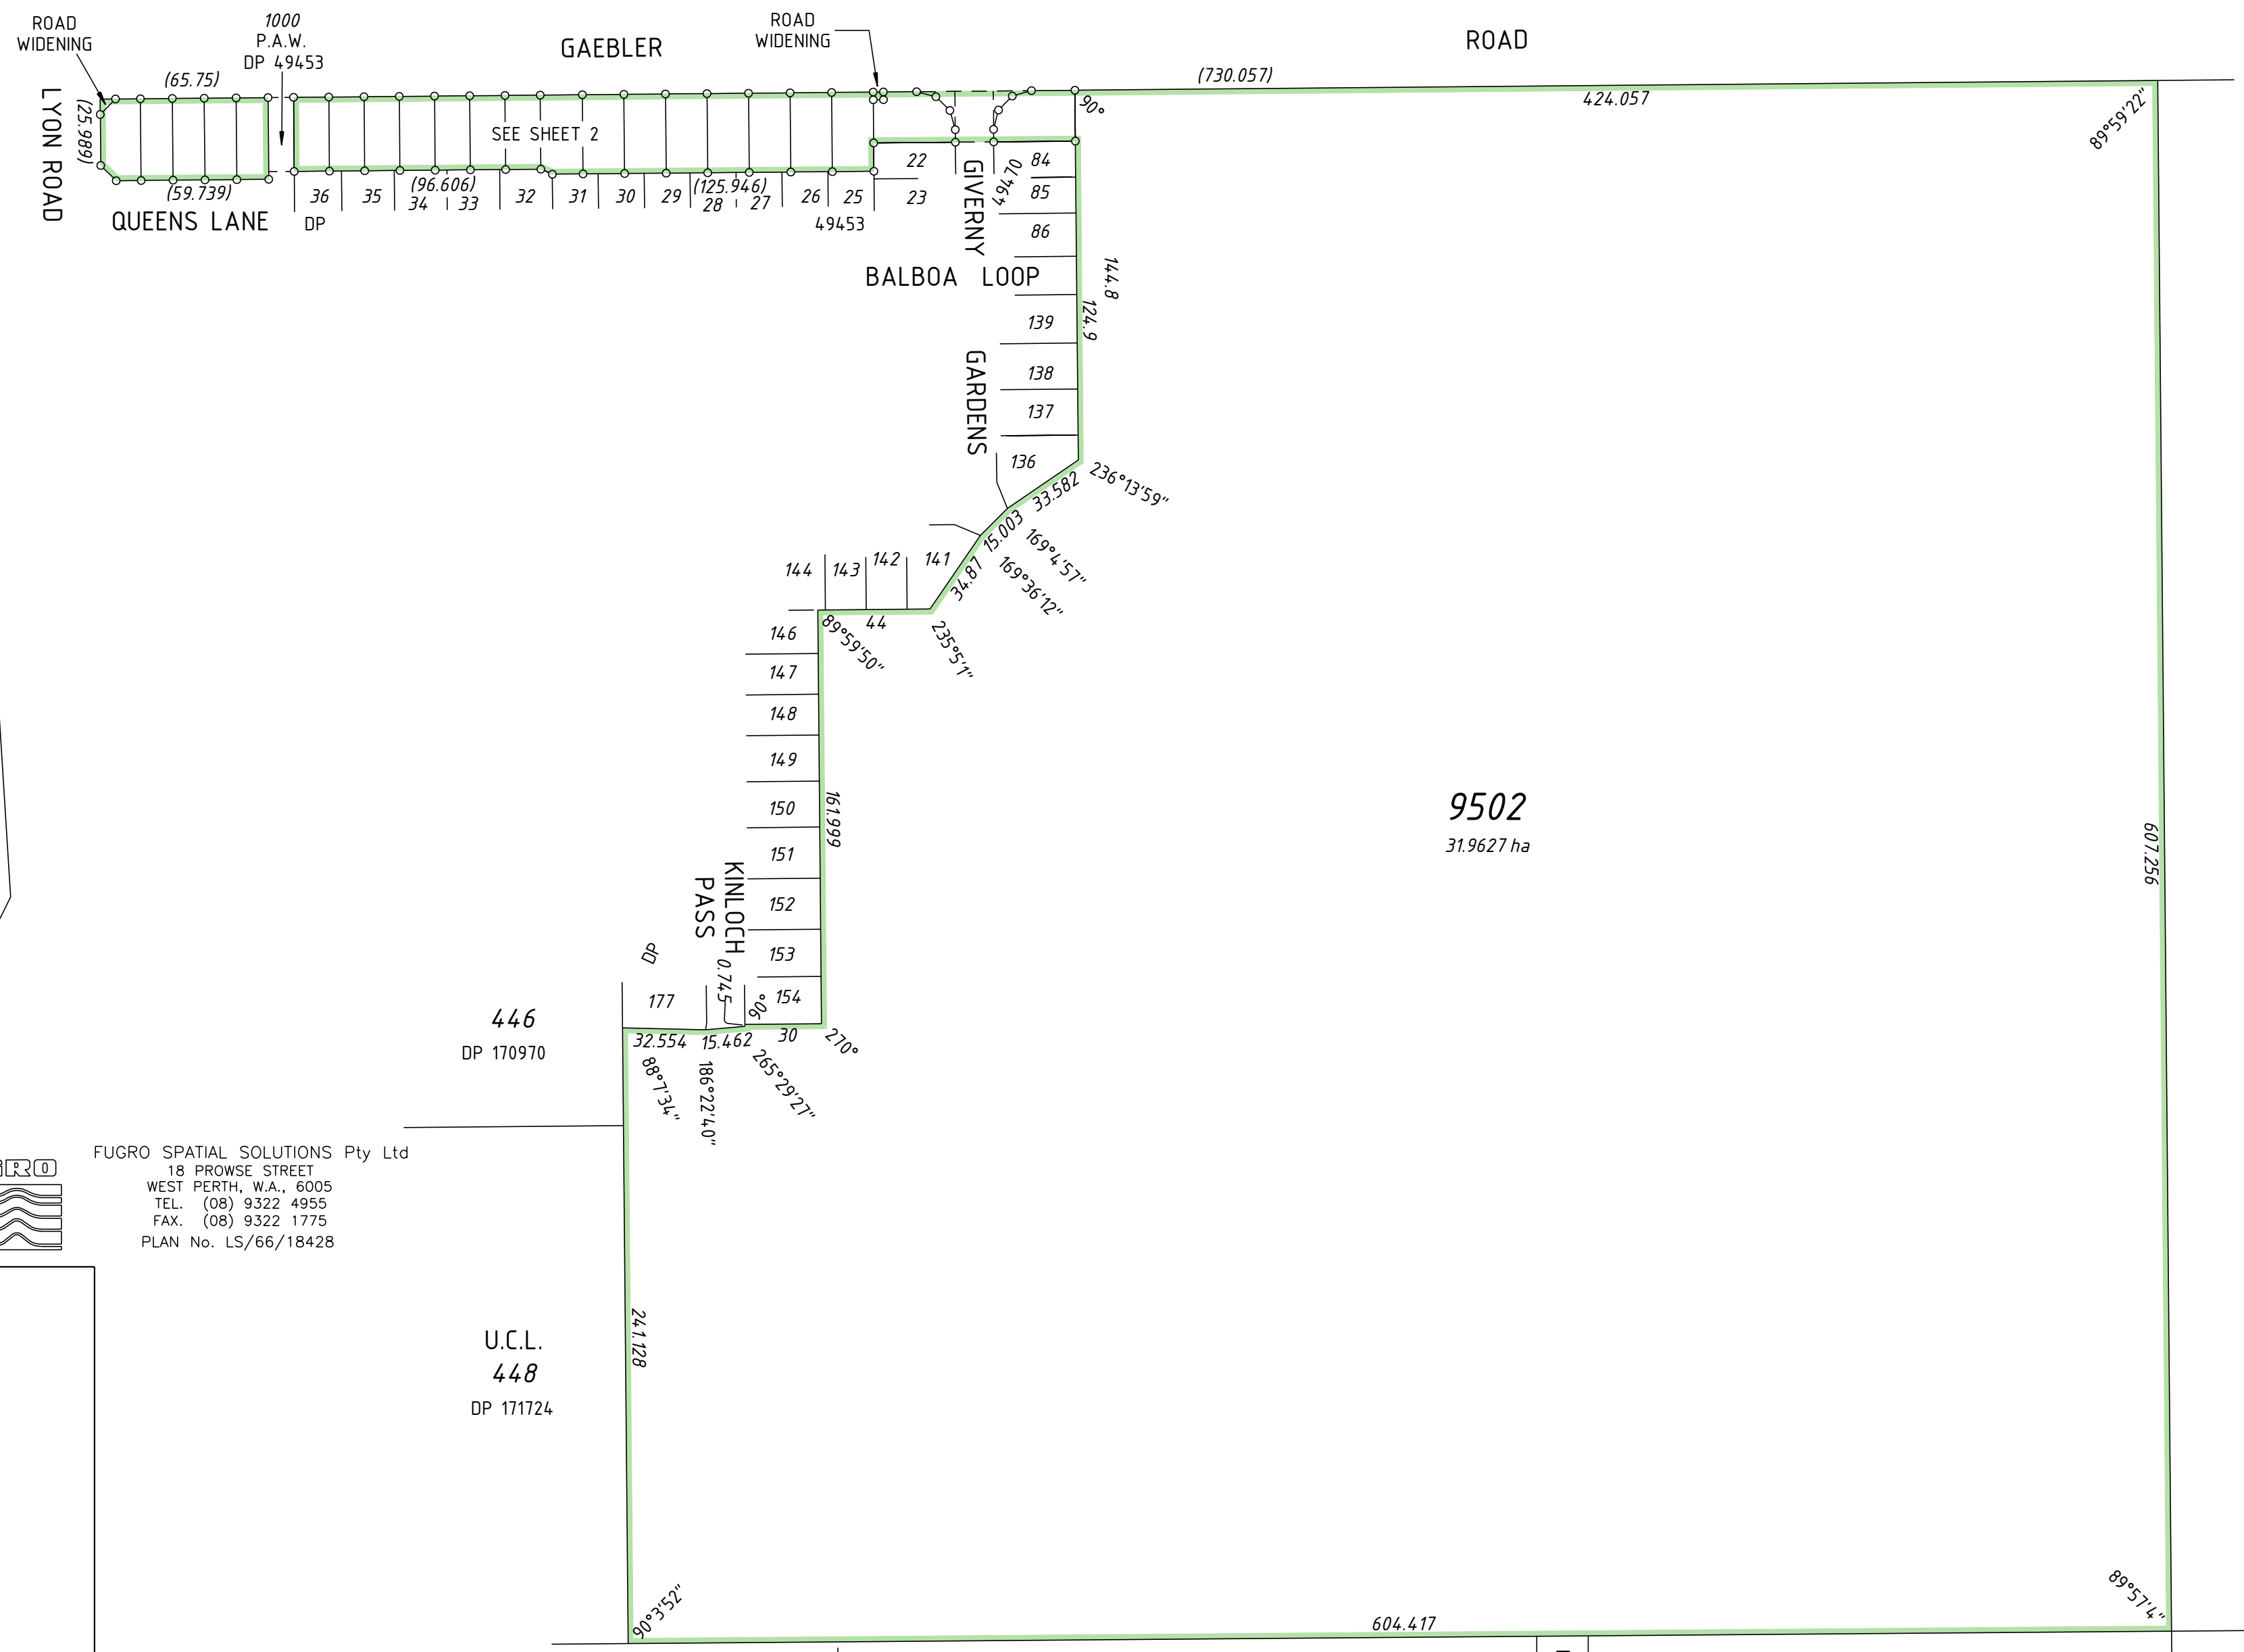 ROAD
WIDENING
1000
P.A.W.
DP 49453
GAEBLER
ROAD
WIDENING
ROAD
(65.75)
(730.057)
424.057
90°
89°59'22"
LYON ROAD
(25.989)
SEE SHEET 2
(59.739)
QUEENS LANE
36
DP
35
(96.606)
34
33
32
31
30
29
(125.946)
28
27
26
25
49453
22
23
GIVERNY
49470
84
85
86
BALBOA LOOP
144.8
124.9
139
138
137
136
GARDENS
236°13'59"
33.582
15.003
169°4'57"
169°36'12"
34.87
144
143
142
141
44
89°59'50"
235°5'1"
146
147
148
149
150
151
152
153
154
161.999
9502
31.9627 ha
607.256
KINLOCH
PASS
DP
0.745
177
90°
32.554
15.462
30
270°
88°7'34"
186°22'40"
265°29'27"
446
DP 170970
FUGRO SPATIAL SOLUTIONS Pty Ltd
18 PROWSE STREET
WEST PERTH, W.A., 6005
TEL. (08) 9322 4955
FAX. (08) 9322 1775
PLAN No. LS/66/18428
241.128
U.C.L.
448
DP 171724
90°3'52"
604.417
89°57'4"